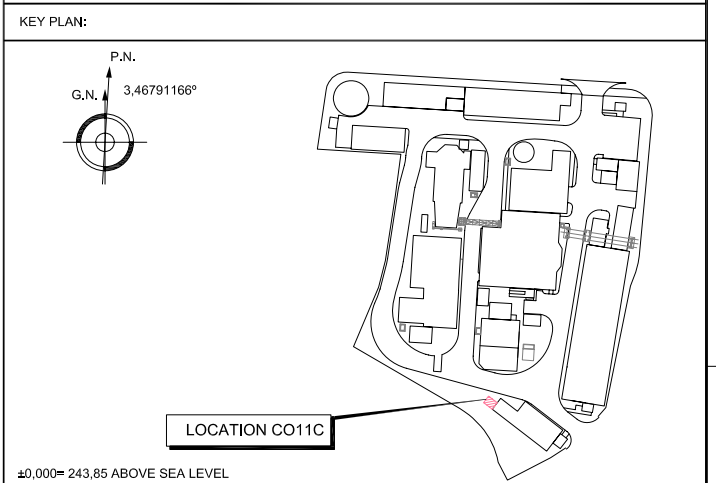 KEY PLAN:
P.N.
G.N. 3,46791166º
LOCATION CO11C
±0,000= 243,85 ABOVE SEA LEVEL